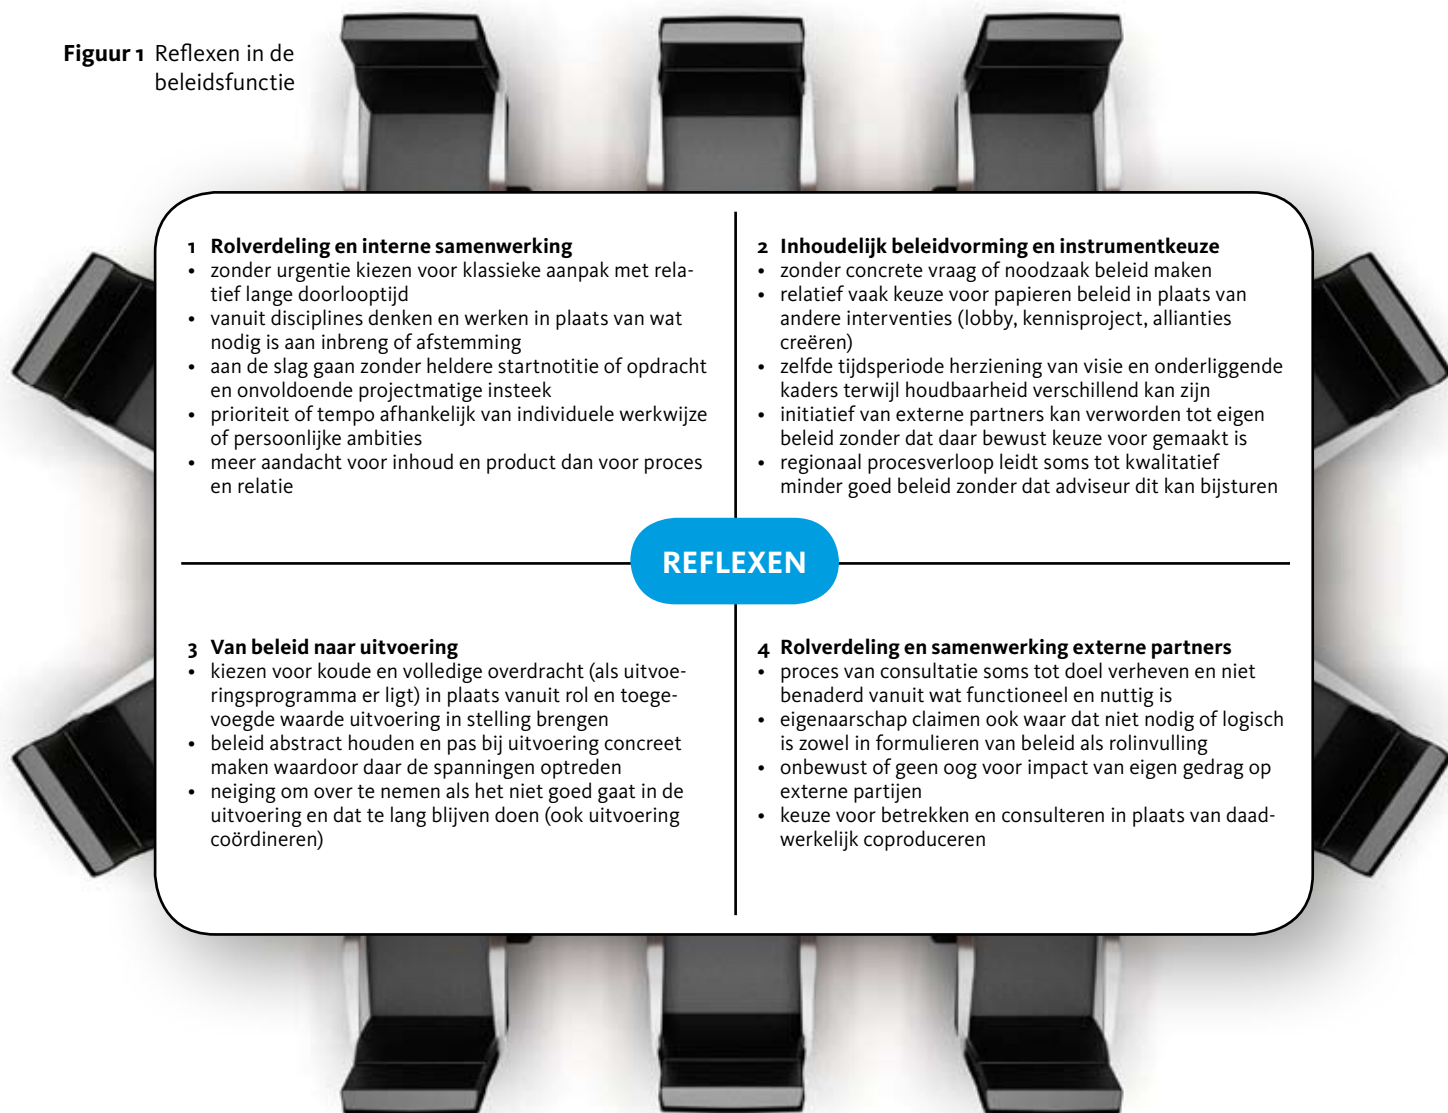 Figuur 1 Reflexen in de
beleidsfunctie
1 Rolverdeling en interne samenwerking
• zonder urgentie kiezen voor klassieke aanpak met rela-
tief lange doorlooptijd
• vanuit disciplines denken en werken in plaats van wat
nodig is aan inbreng of afstemming
• aan de slag gaan zonder heldere startnotitie of opdracht
en onvoldoende projectmatige insteek
• prioriteit of tempo afhankelijk van individuele werkwijze
of persoonlijke ambities
• meer aandacht voor inhoud en product dan voor proces
en relatie
2 Inhoudelijk beleidvorming en instrumentkeuze
• zonder concrete vraag of noodzaak beleid maken
• relatief vaak keuze voor papieren beleid in plaats van
andere interventies (lobby, kennisproject, allianties
creëren)
• zelfde tijdsperiode herziening van visie en onderliggende
kaders terwijl houdbaarheid verschillend kan zijn
• initiatief van externe partners kan verworden tot eigen
beleid zonder dat daar bewust keuze voor gemaakt is
• regionaal procesverloop leidt soms tot kwalitatief
minder goed beleid zonder dat adviseur dit kan bijsturen
REFLEXEN
3 Van beleid naar uitvoering
• kiezen voor koude en volledige overdracht (als uitvoe-
ringsprogramma er ligt) in plaats vanuit rol en toege-
voegde waarde uitvoering in stelling brengen
• beleid abstract houden en pas bij uitvoering concreet
maken waardoor daar de spanningen optreden
• neiging om over te nemen als het niet goed gaat in de
uitvoering en dat te lang blijven doen (ook uitvoering
coördineren)
4 Rolverdeling en samenwerking externe partners
• proces van consultatie soms tot doel verheven en niet
benaderd vanuit wat functioneel en nuttig is
• eigenaarschap claimen ook waar dat niet nodig of logisch
is zowel in formuleren van beleid als rolinvulling
• onbewust of geen oog voor impact van eigen gedrag op
externe partijen
• keuze voor betrekken en consulteren in plaats van daad-
werkelijk coproduceren